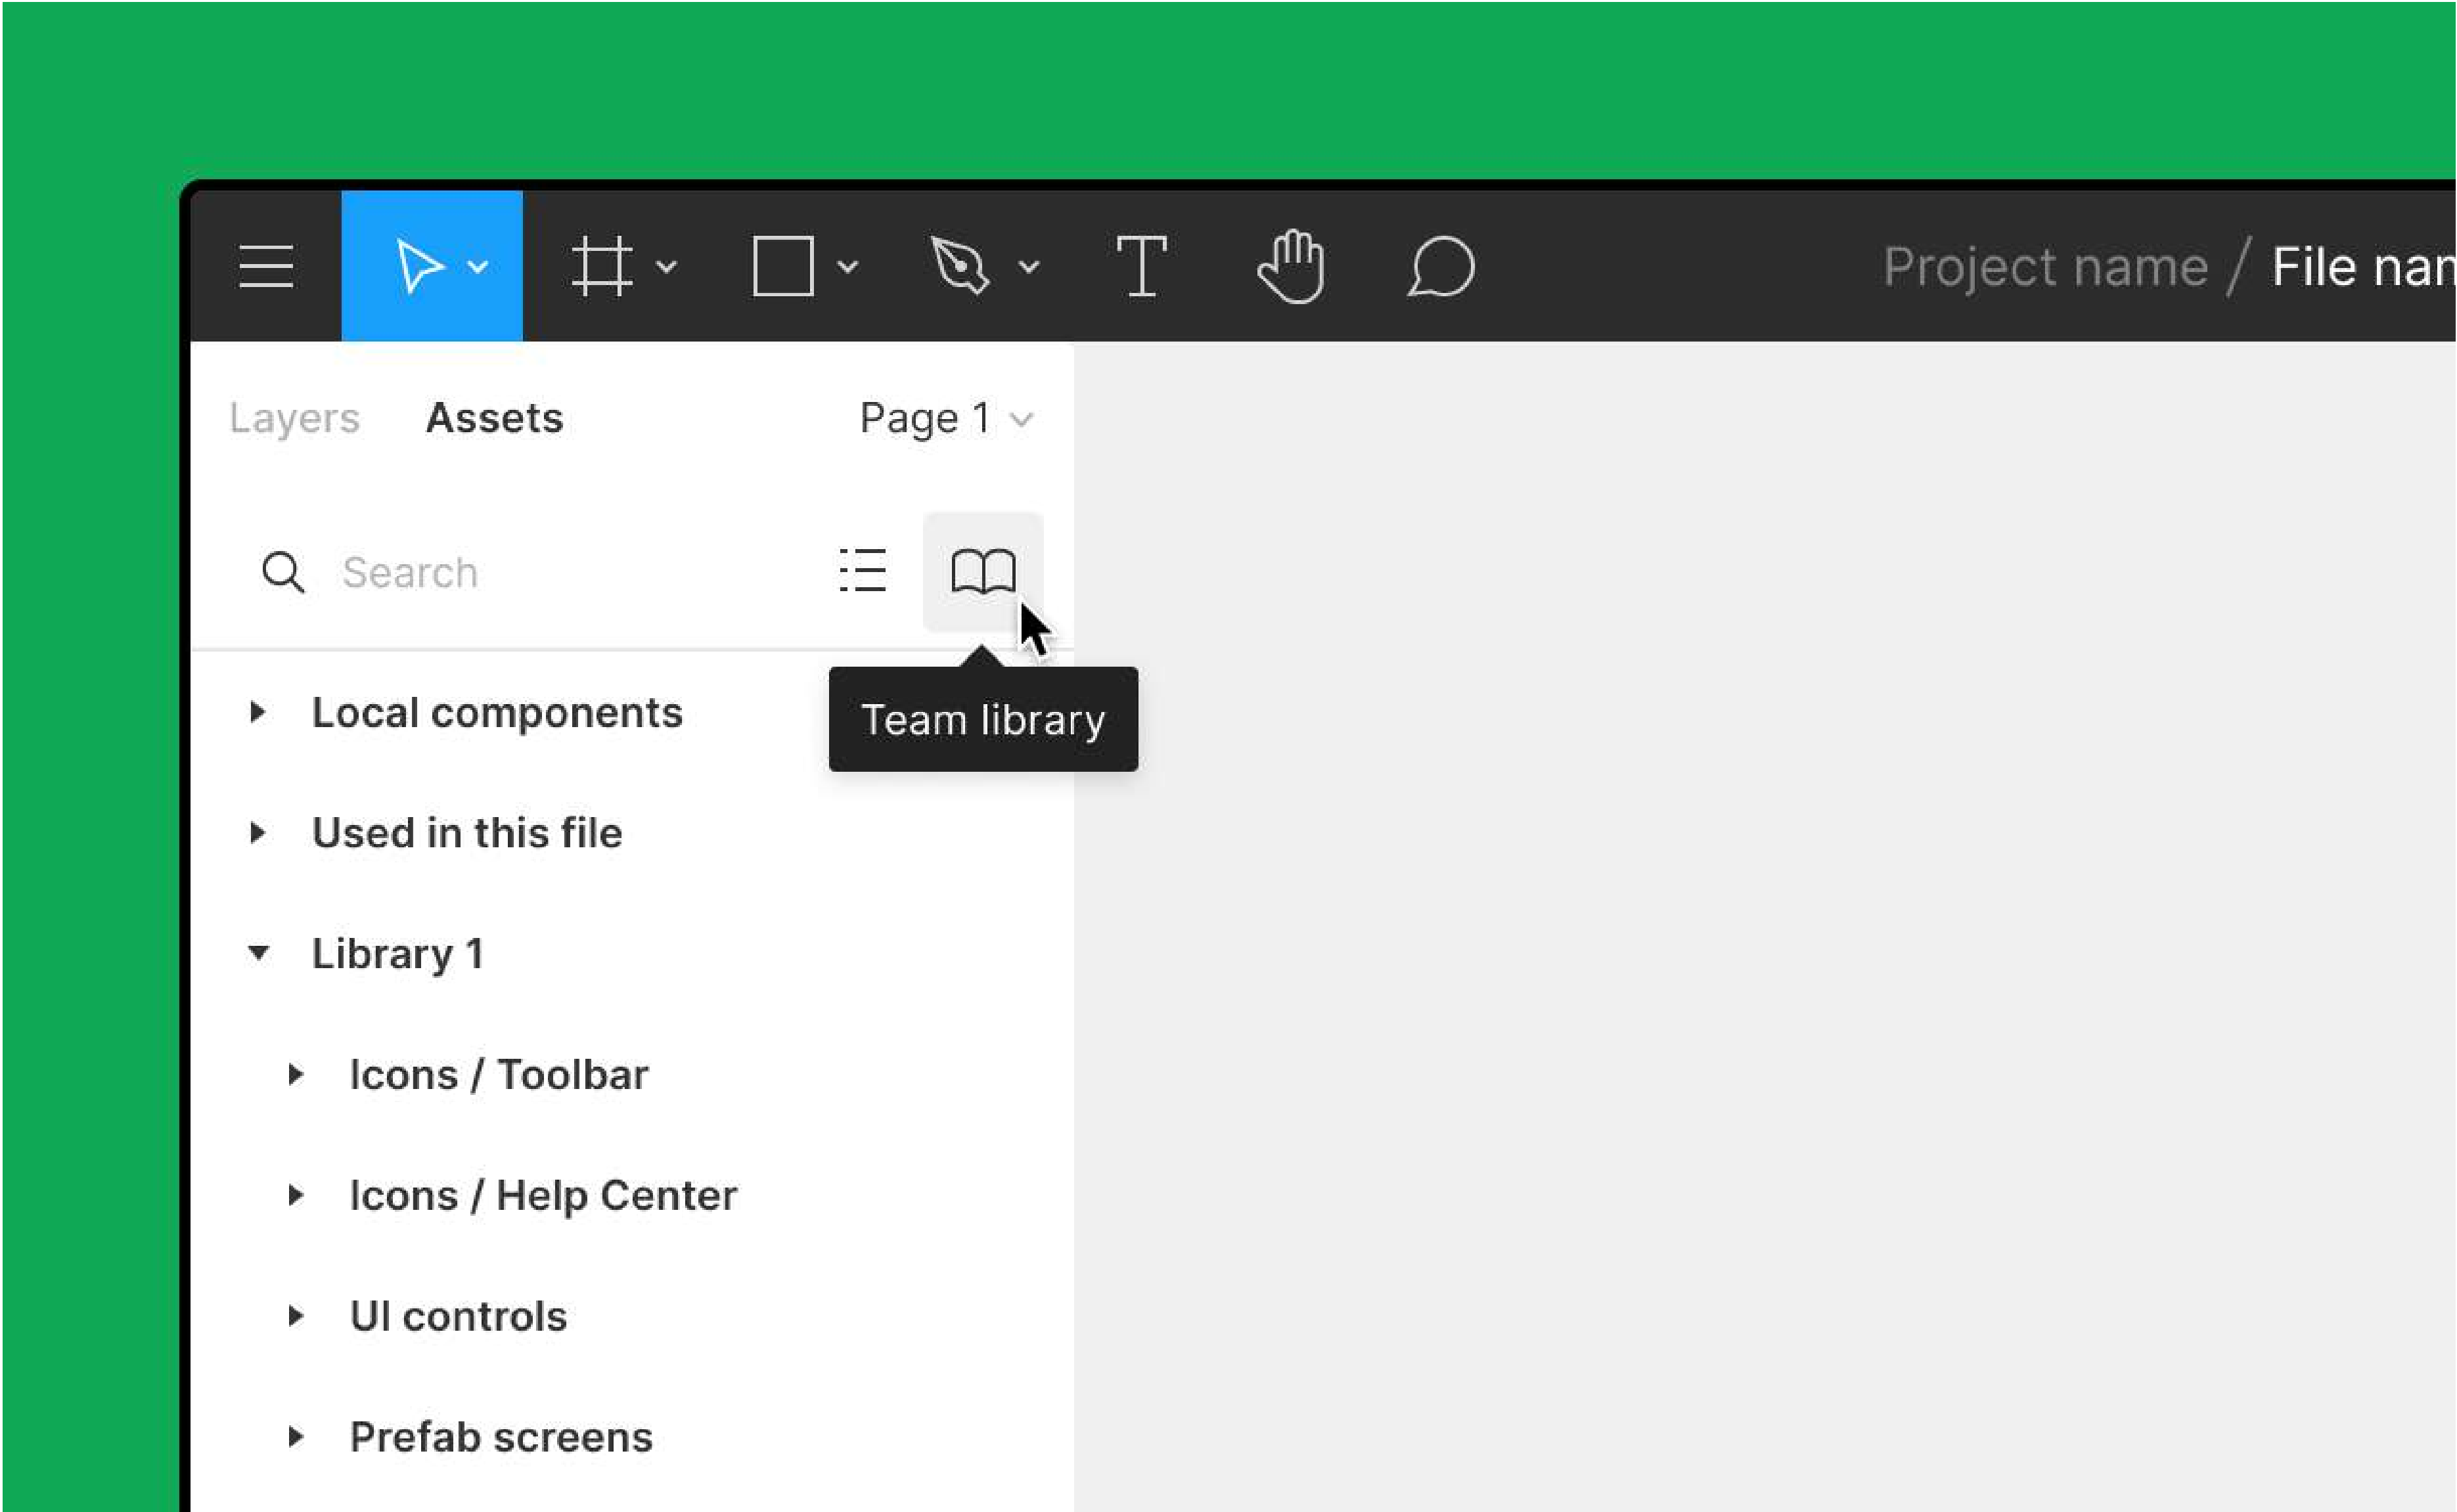 Project name / File nam
Layers Assets Page 1
Search
Team library
Local components
Used in this file
Library 1
Icons / Toolbar
Icons / Help Center
UI controls
Prefab screens